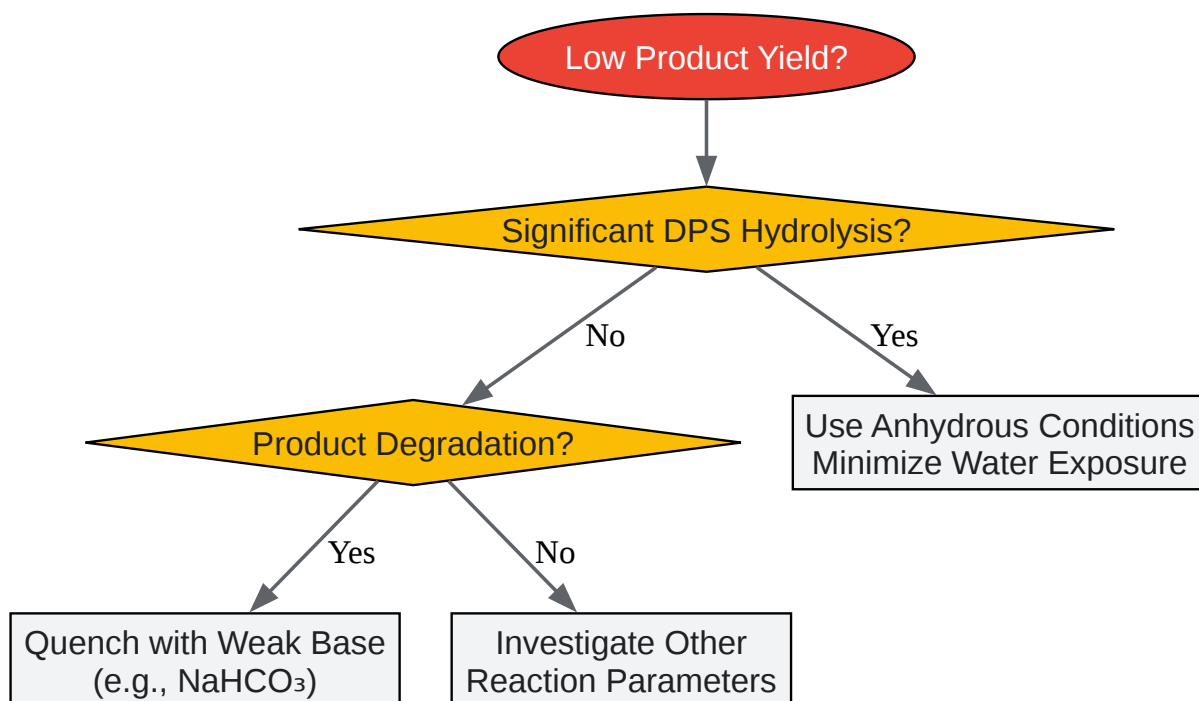 Low Product Yield?
Significant DPS Hydrolysis?
No
Yes
Product Degradation?
Use Anhydrous Conditions
Minimize Water Exposure
Yes
No
Quench with Weak Base
(e.g., NaHCO₃)
Investigate Other
Reaction Parameters